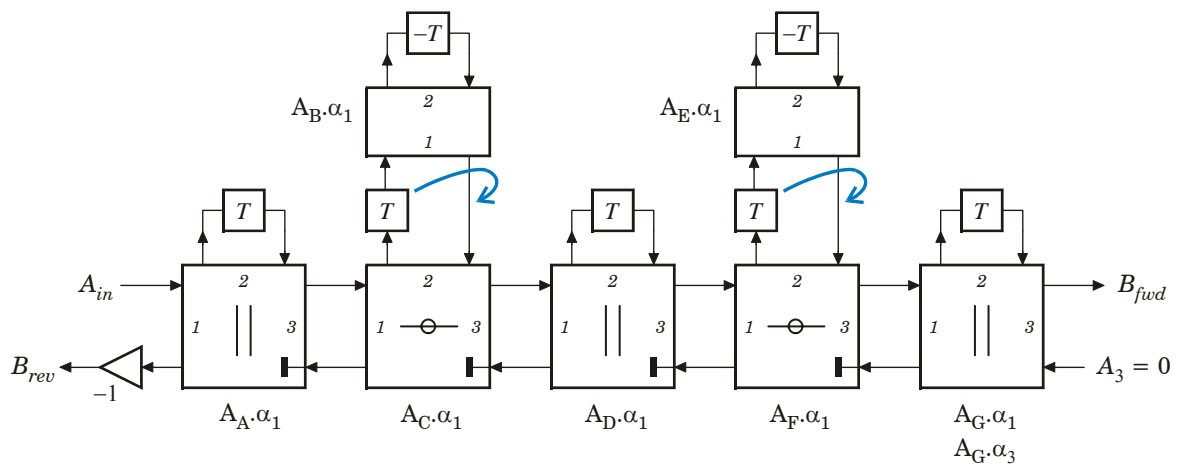 −T
−T
2
2
A_B.α_1
A_E.α_1
1
1
T
T
T
T
T
A_in
2
2
2
2
2
B_fwd
1
3
1
3
1
3
1
3
1
3
B_rev
A_3 = 0
−1
A_A.α_1
A_C.α_1
A_D.α_1
A_F.α_1
A_G.α_1
A_G.α_3